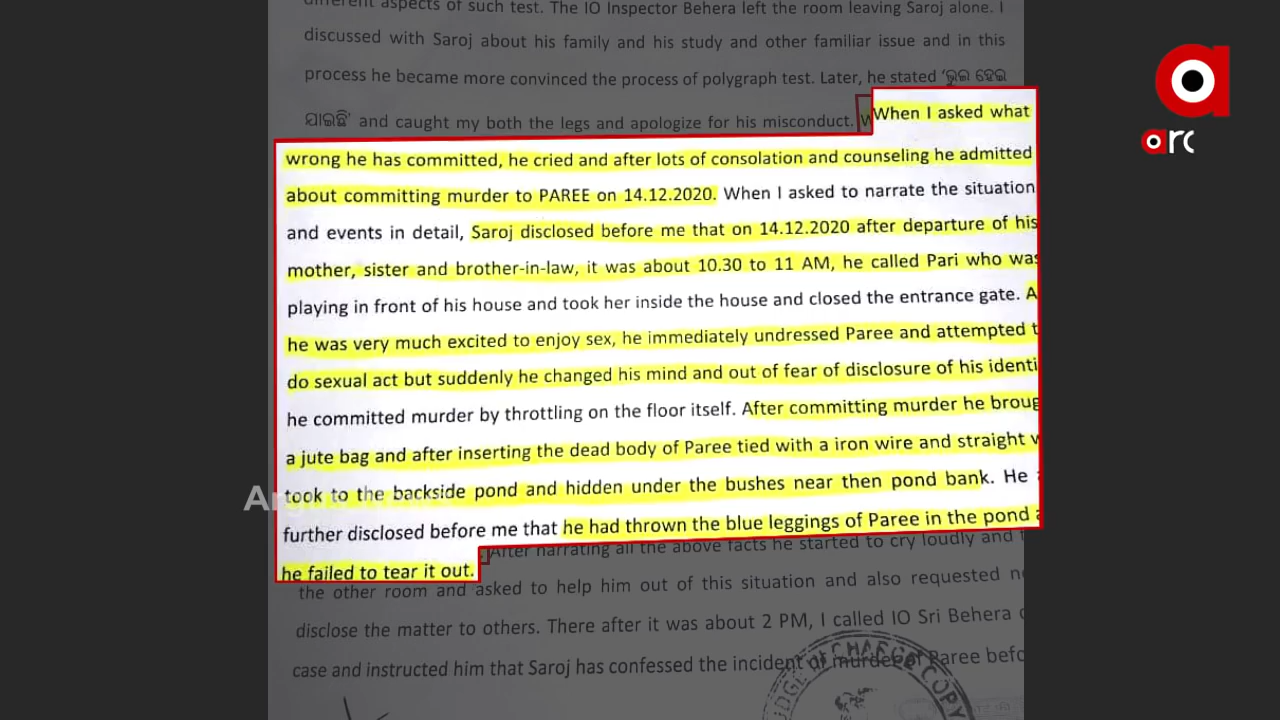 different aspects of such test. The IO Inspector Behera left the room leaving Saroj alone. I
discussed with Saroj about his family and his study and other familiar issue and in this
process he became more convinced the process of polygraph test. Later, he stated 'ଭୁଲ ହେଇ
ଯାଇଛି' and caught my both the legs and apologize for his misconduct. When I asked what
wrong he has committed, he cried and after lots of consolation and counseling he admitted
about committing murder to PAREE on 14.12.2020. When I asked to narrate the situation
and events in detail, Saroj disclosed before me that on 14.12.2020 after departure of his
mother, sister and brother-in-law, it was about 10.30 to 11 AM, he called Pari who was
playing in front of his house and took her inside the house and closed the entrance gate. A
he was very much excited to enjoy sex, he immediately undressed Paree and attempted t
do sexual act but suddenly he changed his mind and out of fear of disclosure of his identi
he committed murder by throttling on the floor itself. After committing murder he broug
a jute bag and after inserting the dead body of Paree tied with a iron wire and straight w
took to the backside pond and hidden under the bushes near then pond bank. He a
further disclosed before me that he had thrown the blue leggings of Paree in the pond a
he failed to tear it out. After narrating all the above facts he started to cry loudly and t
the other room and asked to help him out of this situation and also requested n
disclose the matter to others. There after it was about 2 PM, I called IO Sri Behera
case and instructed him that Saroj has confessed the incident of murder of Paree befo
CHARGE COPY
a
arc